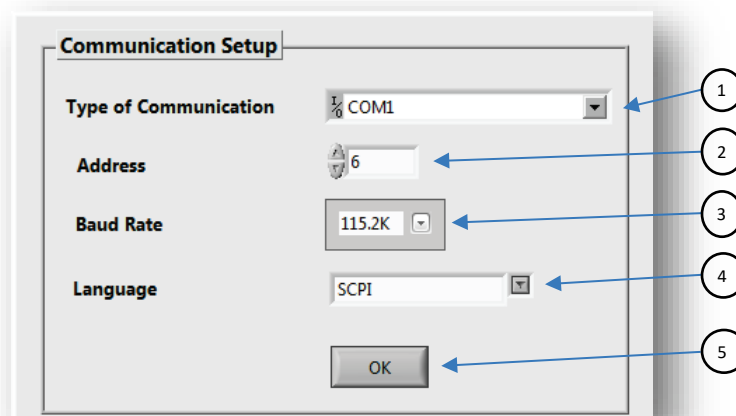 Communication Setup
Type of Communication I/O COM1 1
Address 6 2
Baud Rate 115.2K 3
Language SCPI 4
OK 5